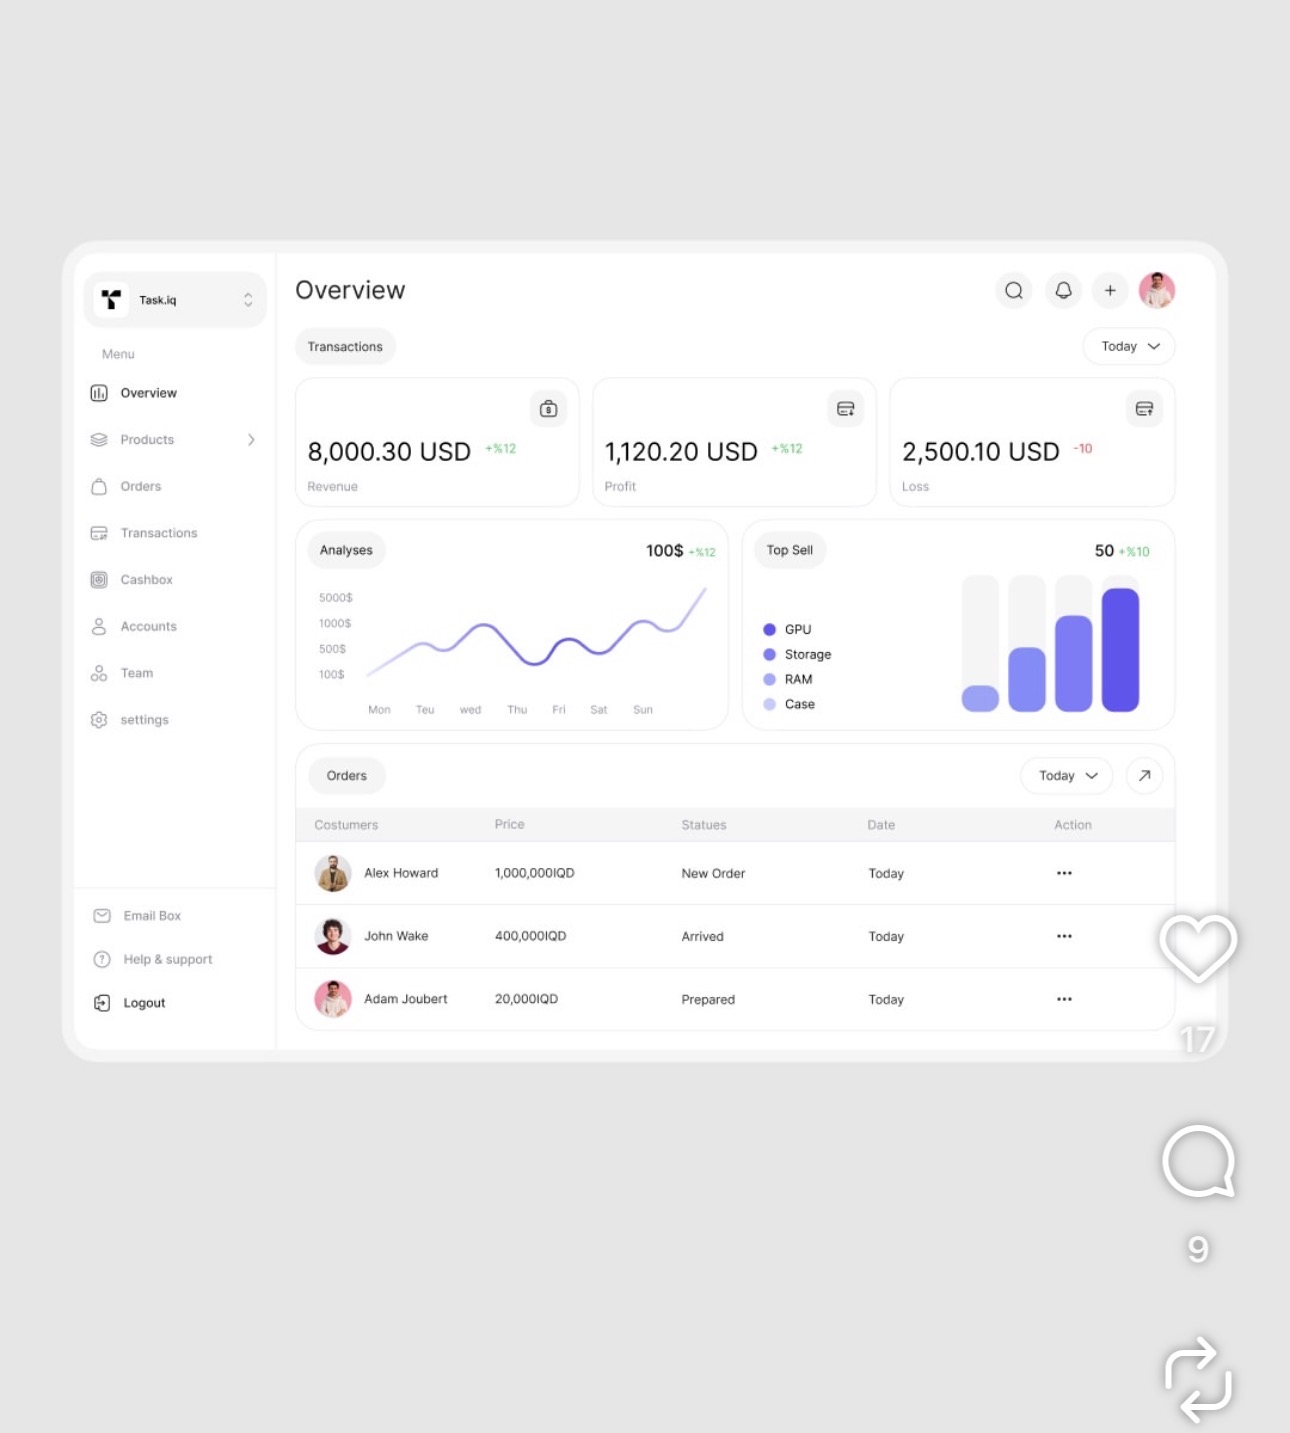 Task.iq
Menu
Overview
Products
Orders
Transactions
Cashbox
Accounts
Team
settings
Email Box
Help & support
Logout
Overview
Transactions
Today
8,000.30 USD +%12
Revenue
1,120.20 USD +%12
Profit
2,500.10 USD -10
Loss
Analyses
100$ +%12
5000$
1000$
500$
100$
Mon Teu wed Thu Fri Sat Sun
Top Sell
50 +%10
GPU
Storage
RAM
Case
Orders
Today
Costumers Price Statues Date Action
Alex Howard 1,000,000IQD New Order Today •••
John Wake 400,000IQD Arrived Today •••
Adam Joubert 20,000IQD Prepared Today •••
17
9